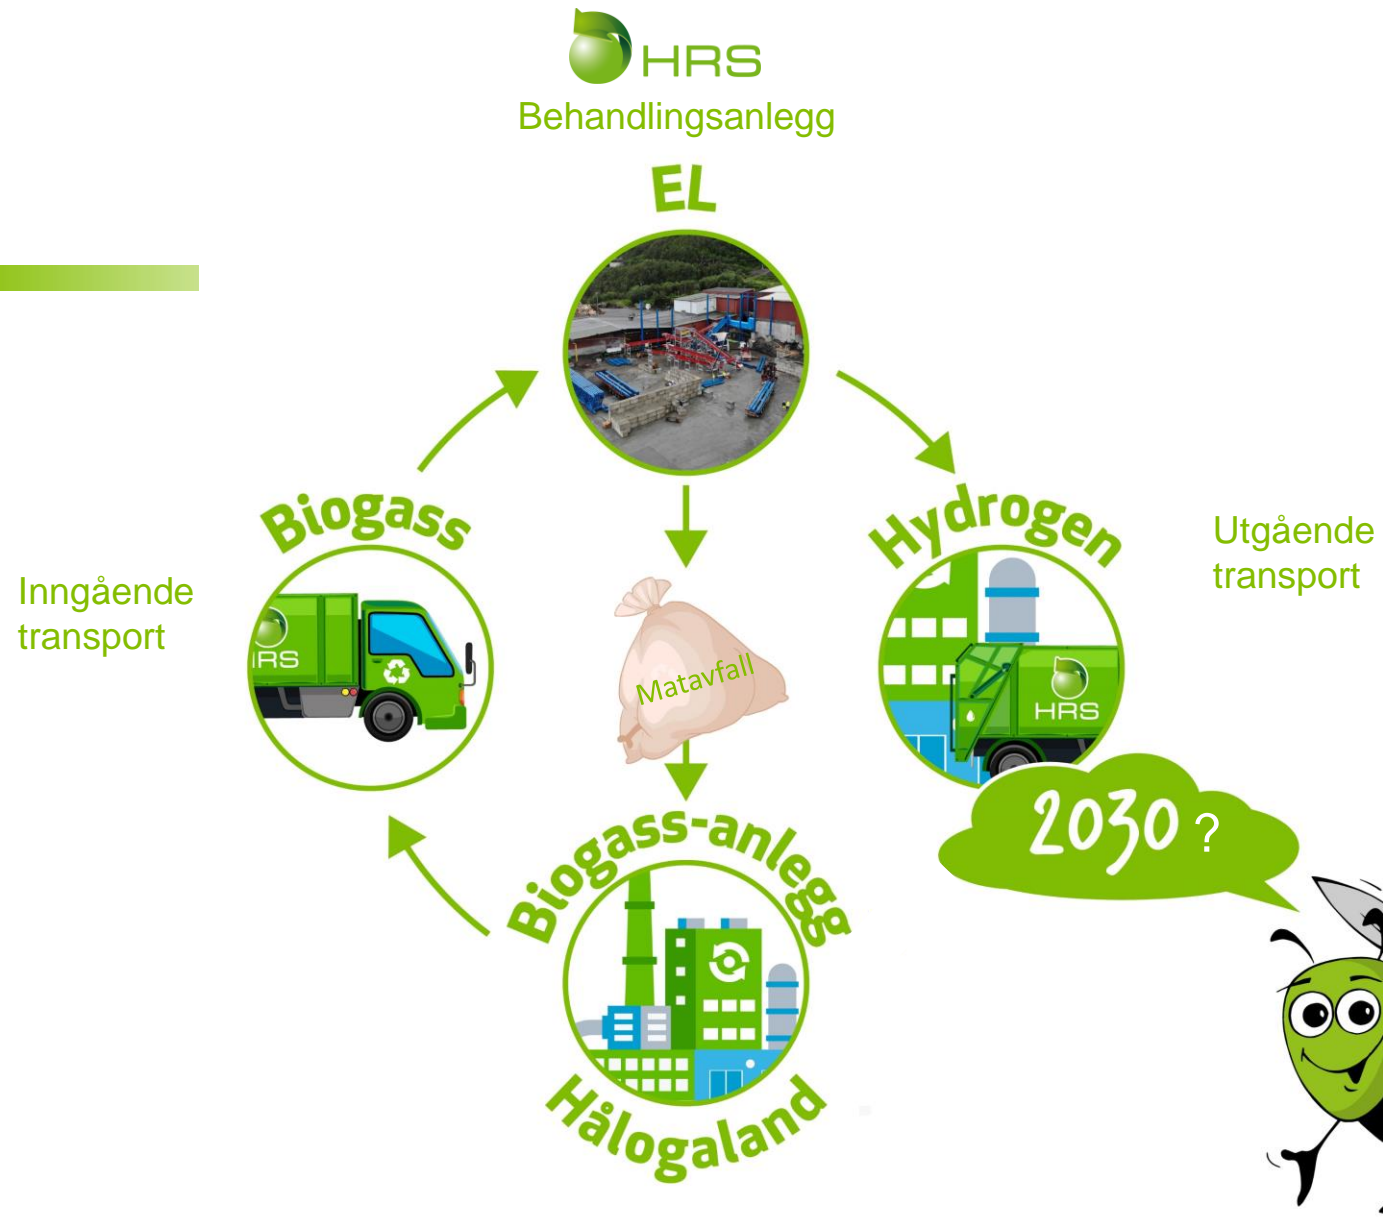 HRS
Behandlingsanlegg
EL
Biogass
Hydrogen
Utgående
transport
Inngående
transport
HRS
Matavfall
HRS
2030 ?
Biogass-anlegg
Hålogaland